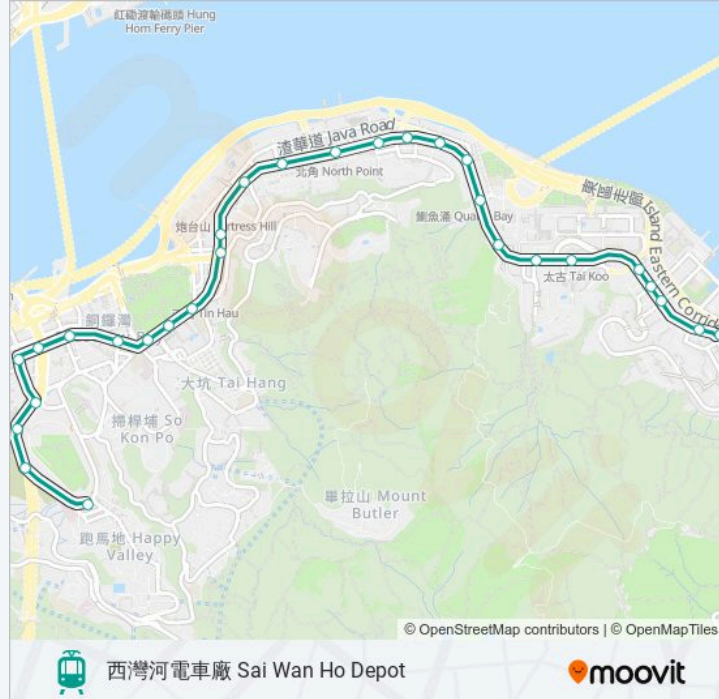 紅磡渡輪碼頭 Hung
Hom Ferry Pier
渣華道 Java Road
北角 North Point
鰂魚涌 Quarry Bay
東區走廊 Island Eastern Corrido
太古 Tai Koo
炮台山 Fortress Hill
Tin Hau
銅鑼灣
大坑 Tai Hang
掃桿埔 So
Kon Po
畢拉山 Mount
Butler
跑馬地 Happy
Valley
© OpenStreetMap contributors | © OpenMapTiles
西灣河電車廠 Sai Wan Ho Depot
moovit